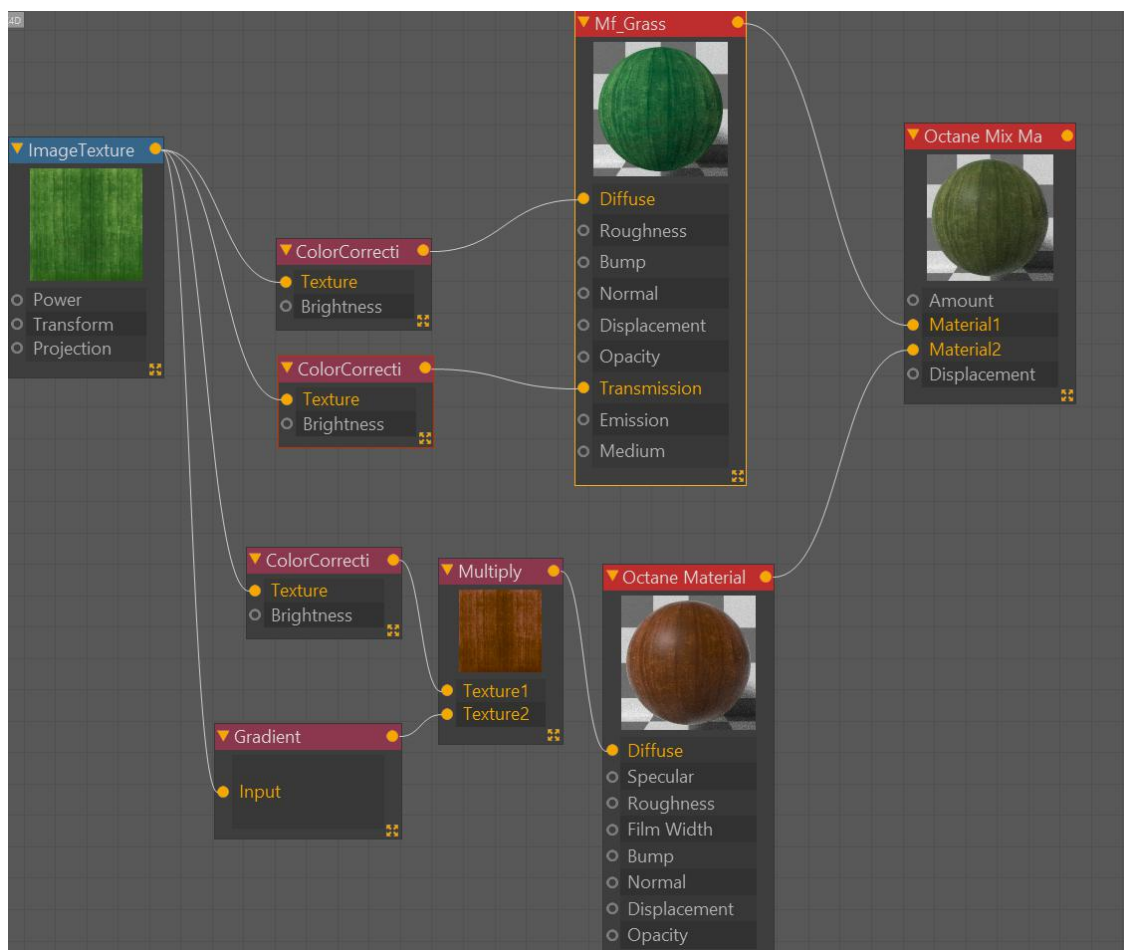 4D
ImageTexture
Power
Transform
Projection
ColorCorrecti
Texture
Brightness
ColorCorrecti
Texture
Brightness
Mf_Grass
Diffuse
Roughness
Bump
Normal
Displacement
Opacity
Transmission
Emission
Medium
Octane Mix Ma
Amount
Material1
Material2
Displacement
ColorCorrecti
Texture
Brightness
Gradient
Input
Multiply
Texture1
Texture2
Octane Material
Diffuse
Specular
Roughness
Film Width
Bump
Normal
Displacement
Opacity